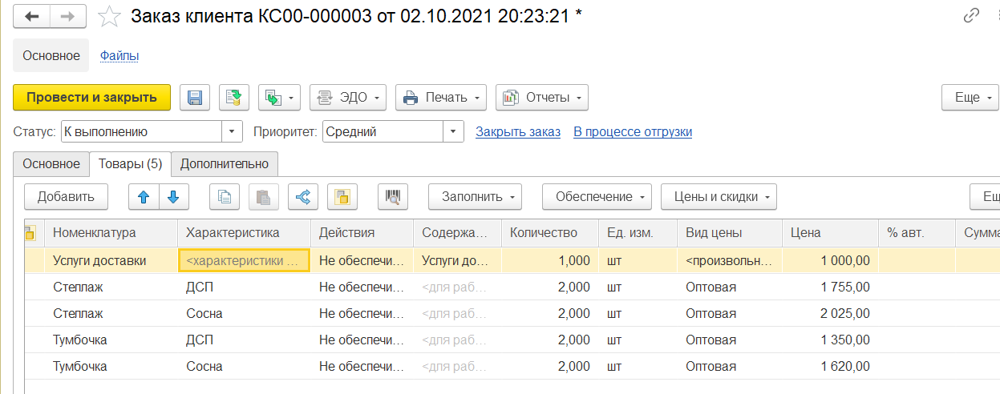 Заказ клиента КС00-000003 от 02.10.2021 20:23:21 *
Основное Файлы
Провести и закрыть ЭДО Печать Отчеты Еще
Статус: К выполнению Приоритет: Средний Закрыть заказ В процессе отгрузки
Основное Товары (5) Дополнительно
Добавить Заполнить Обеспечение Цены и скидки Ещ
Номенклатура Характеристика Действия Содержа... Количество Ед. изм. Вид цены Цена % авт. Сумма
Услуги доставки <характеристики ... Не обеспечи... Услуги до... 1,000 шт <произвольн... 1 000,00
Стеллаж ДСП Не обеспечи... <для раб... 2,000 шт Оптовая 1 755,00
Стеллаж Сосна Не обеспечи... <для раб... 2,000 шт Оптовая 2 025,00
Тумбочка ДСП Не обеспечи... <для раб... 2,000 шт Оптовая 1 350,00
Тумбочка Сосна Не обеспечи... <для раб... 2,000 шт Оптовая 1 620,00